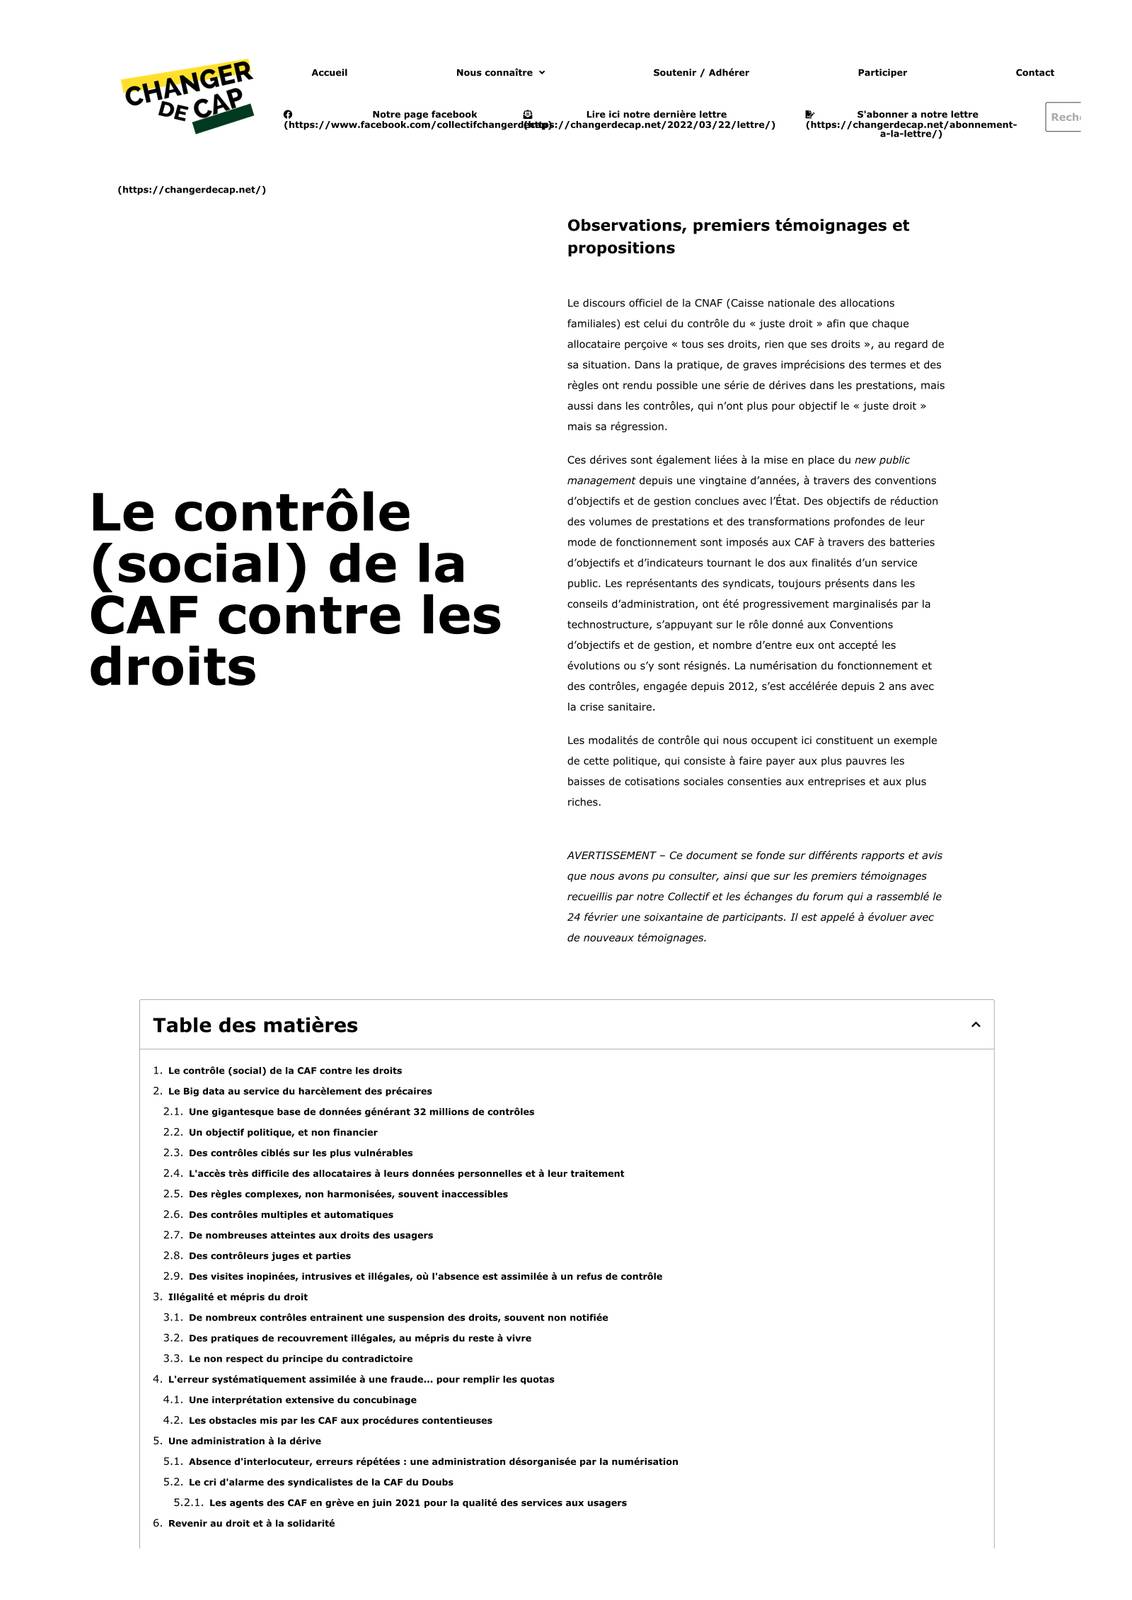 CHANGER
DE CAP
Accueil
Nous connaître
Soutenir / Adhérer
Participer
Contact
Notre page facebook
(https://www.facebook.com/collectifchangerdecap)
Lire ici notre dernière lettre
(https://changerdecap.net/2022/03/22/lettre/)
S'abonner a notre lettre
(https://changerdecap.net/abonnement-
a-la-lettre/)
Reche
(https://changerdecap.net/)
Le contrôle
(social) de la
CAF contre les
droits
Observations, premiers témoignages et
propositions
Le discours officiel de la CNAF (Caisse nationale des allocations
familiales) est celui du contrôle du « juste droit » afin que chaque
allocataire perçoive « tous ses droits, rien que ses droits », au regard de
sa situation. Dans la pratique, de graves imprécisions des termes et des
règles ont rendu possible une série de dérives dans les prestations, mais
aussi dans les contrôles, qui n’ont plus pour objectif le « juste droit »
mais sa régression.
Ces dérives sont également liées à la mise en place du new public
management depuis une vingtaine d’années, à travers des conventions
d’objectifs et de gestion conclues avec l’État. Des objectifs de réduction
des volumes de prestations et des transformations profondes de leur
mode de fonctionnement sont imposés aux CAF à travers des batteries
d’objectifs et d’indicateurs tournant le dos aux finalités d’un service
public. Les représentants des syndicats, toujours présents dans les
conseils d’administration, ont été progressivement marginalisés par la
technostructure, s’appuyant sur le rôle donné aux Conventions
d’objectifs et de gestion, et nombre d’entre eux ont accepté les
évolutions ou s’y sont résignés. La numérisation du fonctionnement et
des contrôles, engagée depuis 2012, s’est accélérée depuis 2 ans avec
la crise sanitaire.
Les modalités de contrôle qui nous occupent ici constituent un exemple
de cette politique, qui consiste à faire payer aux plus pauvres les
baisses de cotisations sociales consenties aux entreprises et aux plus
riches.
AVERTISSEMENT – Ce document se fonde sur différents rapports et avis
que nous avons pu consulter, ainsi que sur les premiers témoignages
recueillis par notre Collectif et les échanges du forum qui a rassemblé le
24 février une soixantaine de participants. Il est appelé à évoluer avec
de nouveaux témoignages.
Table des matières
1. Le contrôle (social) de la CAF contre les droits
2. Le Big data au service du harcèlement des précaires
2.1. Une gigantesque base de données générant 32 millions de contrôles
2.2. Un objectif politique, et non financier
2.3. Des contrôles ciblés sur les plus vulnérables
2.4. L'accès très difficile des allocataires à leurs données personnelles et à leur traitement
2.5. Des règles complexes, non harmonisées, souvent inaccessibles
2.6. Des contrôles multiples et automatiques
2.7. De nombreuses atteintes aux droits des usagers
2.8. Des contrôleurs juges et parties
2.9. Des visites inopinées, intrusives et illégales, où l'absence est assimilée à un refus de contrôle
3. Illégalité et mépris du droit
3.1. De nombreux contrôles entrainent une suspension des droits, souvent non notifiée
3.2. Des pratiques de recouvrement illégales, au mépris du reste à vivre
3.3. Le non respect du principe du contradictoire
4. L'erreur systématiquement assimilée à une fraude... pour remplir les quotas
4.1. Une interprétation extensive du concubinage
4.2. Les obstacles mis par les CAF aux procédures contentieuses
5. Une administration à la dérive
5.1. Absence d'interlocuteur, erreurs répétées : une administration désorganisée par la numérisation
5.2. Le cri d'alarme des syndicalistes de la CAF du Doubs
5.2.1. Les agents des CAF en grève en juin 2021 pour la qualité des services aux usagers
6. Revenir au droit et à la solidarité